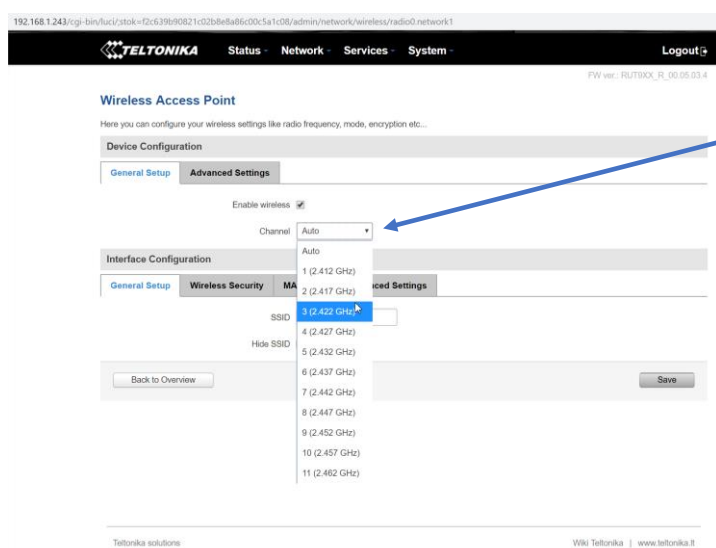 192.168.1.243/cgi-bin/luci/;stok=f2c639b90821c02b8e8a86c00c5a1c08/admin/network/wireless/radio0.network1
TELTONIKA Status Network Services System Logout
FW ver.: RUT9XX_R_00.05.03.4
Wireless Access Point
Here you can configure your wireless settings like radio frequency, mode, encryption etc...
Device Configuration
General Setup Advanced Settings
Enable wireless
Channel Auto
Auto
Interface Configuration
1 (2.412 GHz)
General Setup Wireless Security MA ced Settings
2 (2.417 GHz)
SSID 3 (2.422 GHz)
4 (2.427 GHz)
Hide SSID
5 (2.432 GHz)
Back to Overview 6 (2.437 GHz) Save
7 (2.442 GHz)
8 (2.447 GHz)
9 (2.452 GHz)
10 (2.457 GHz)
11 (2.462 GHz)
Teltonika solutions Wiki Teltonika | www.teltonika.lt